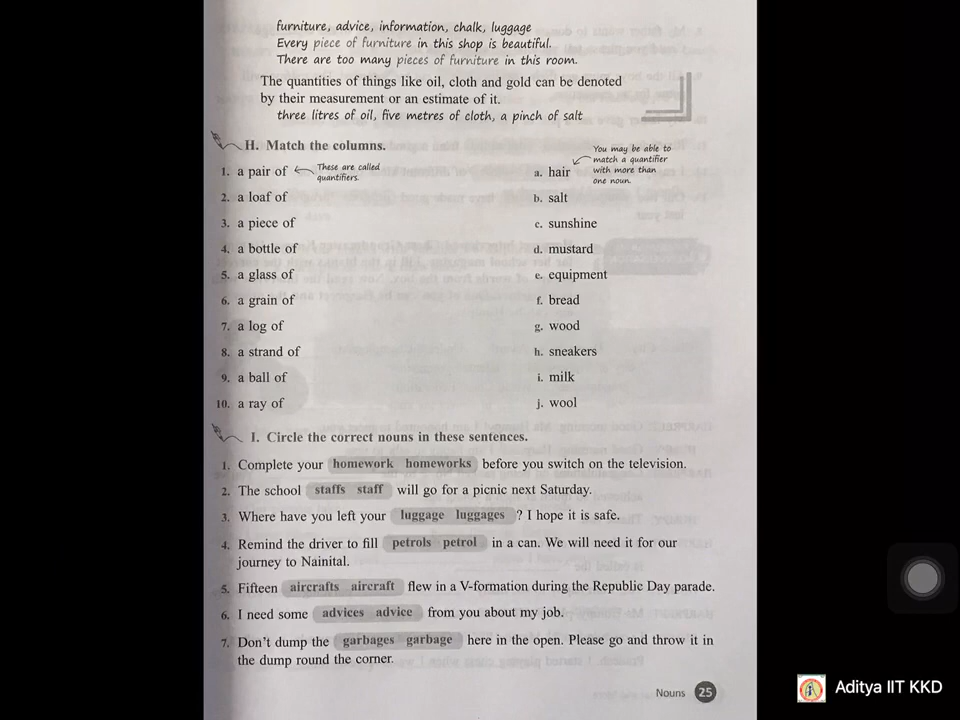 furniture, advice, information, chalk, luggage
Every piece of furniture in this shop is beautiful.
There are too many pieces of furniture in this room.
The quantities of things like oil, cloth and gold can be denoted
by their measurement or an estimate of it.
three litres of oil, five metres of cloth, a pinch of salt
H. Match the columns.
You may be able to
match a quantifier
with more than
one noun.
1. a pair of
These are called
quantifiers.
a. hair
2. a loaf of b. salt
3. a piece of c. sunshine
4. a bottle of d. mustard
5. a glass of e. equipment
6. a grain of f. bread
7. a log of g. wood
8. a strand of h. sneakers
9. a ball of i. milk
10. a ray of j. wool
I. Circle the correct nouns in these sentences.
1. Complete your homework homeworks before you switch on the television.
2. The school staffs staff will go for a picnic next Saturday.
3. Where have you left your luggage luggages ? I hope it is safe.
4. Remind the driver to fill petrols petrol in a can. We will need it for our
journey to Nainital.
5. Fifteen aircrafts aircraft flew in a V-formation during the Republic Day parade.
6. I need some advices advice from you about my job.
7. Don't dump the garbages garbage here in the open. Please go and throw it in
the dump round the corner.
Nouns 25
Aditya IIT KKD